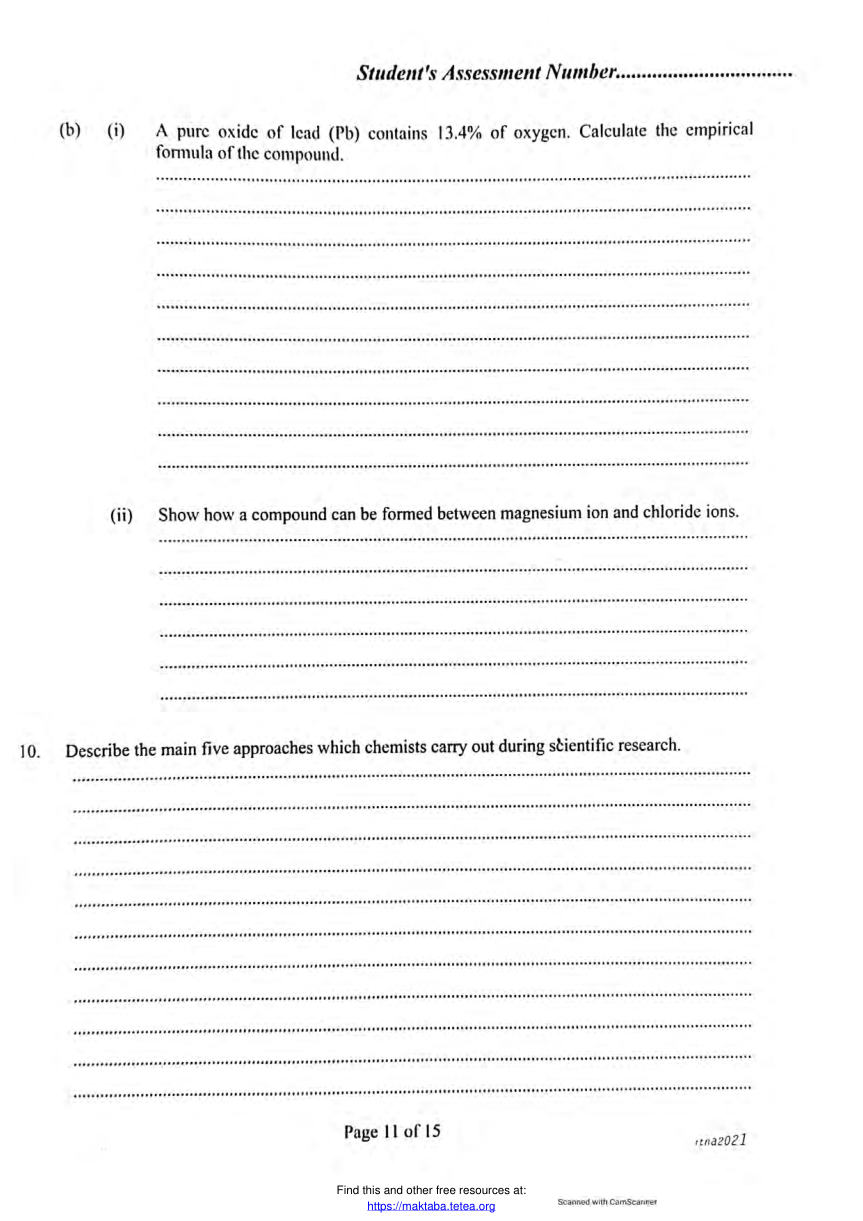 Student's Assessment Number..................................
(b) (i) A pure oxide of lead (Pb) contains 13.4% of oxygen. Calculate the empirical
formula of the compound.
(ii) Show how a compound can be formed between magnesium ion and chloride ions.
10. Describe the main five approaches which chemists carry out during scientific research.
Page 11 of 15
ftna2021
Find this and other free resources at:
https://maktaba.tetea.org
Scanned with CamScanner